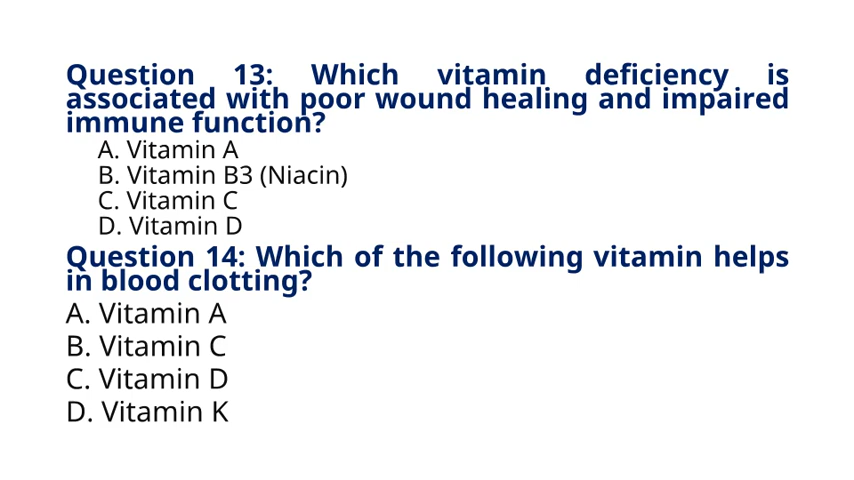 Question 13: Which vitamin deficiency is
associated with poor wound healing and impaired
immune function?
A. Vitamin A
B. Vitamin B3 (Niacin)
C. Vitamin C
D. Vitamin D
Question 14: Which of the following vitamin helps
in blood clotting?
A. Vitamin A
B. Vitamin C
C. Vitamin D
D. Vitamin K